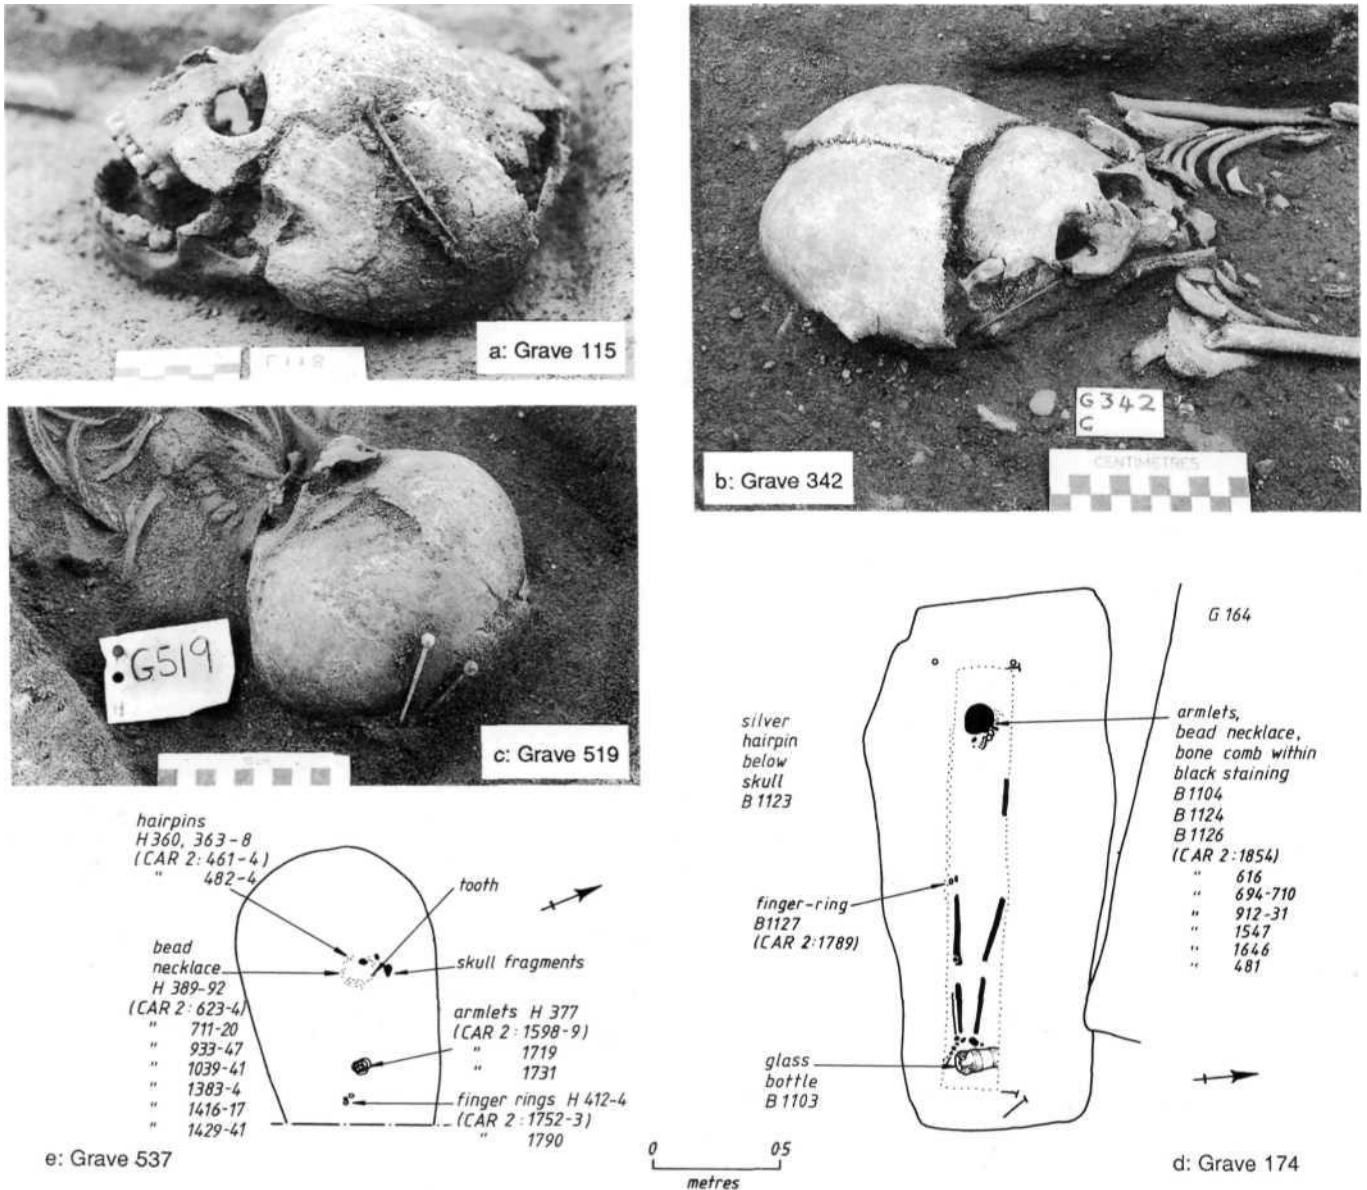 F118
a: Grave 115
G342
C
CENTIMETRES
b: Grave 342
G519
c: Grave 519
hairpins
H360, 363-8
(CAR 2:461-4)
" 482-4
tooth
bead
necklace
H 389-92
(CAR 2:623-4)
" 711-20
" 933-47
" 1039-41
" 1383-4
" 1416-17
" 1429-41
skull fragments
armlets H 377
(CAR 2:1598-9)
" 1719
" 1731
finger rings H 412-4
(CAR 2:1752-3)
" 1790
e: Grave 537
G 164
silver
hairpin
below
skull
B 1123
armlets,
bead necklace,
bone comb within
black staining
B 1104
B 1124
B 1126
(CAR 2:1854)
" 616
" 694-710
" 912-31
" 1547
" 1646
" 481
finger-ring
B1127
(CAR 2:1789)
glass
bottle
B 1103
0 05
metres
d: Grave 174